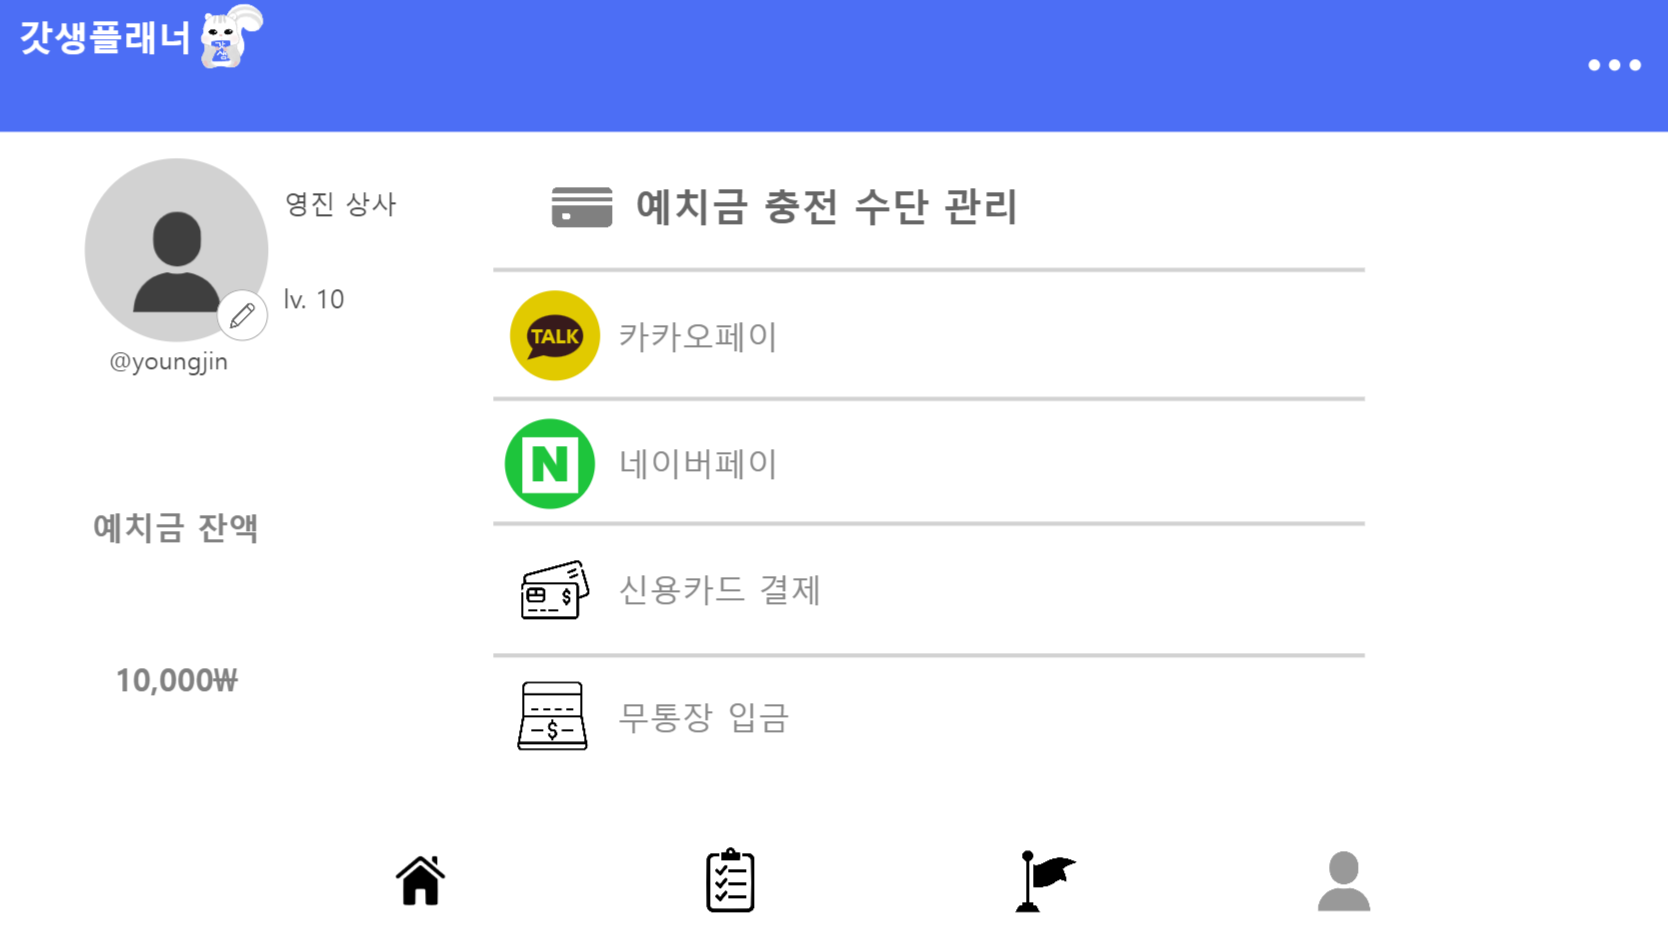 갓생플래너
영진 상사
lv. 10
@youngjin
예치금 잔액
10,000₩
예치금 충전 수단 관리
TALK
카카오페이
N
네이버페이
신용카드 결제
무통장 입금